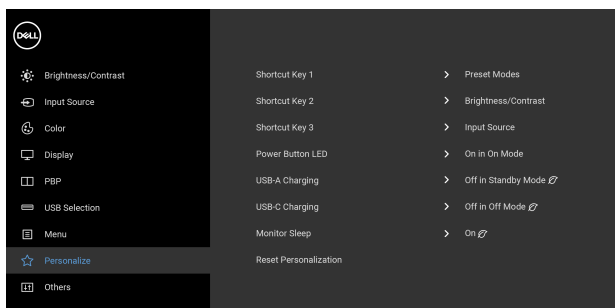 DELL
Brightness/Contrast
Input Source
Color
Display
PBP
USB Selection
Menu
Personalize
Others
Shortcut Key 1 > Preset Modes
Shortcut Key 2 > Brightness/Contrast
Shortcut Key 3 > Input Source
Power Button LED > On in On Mode
USB-A Charging > Off in Standby Mode
USB-C Charging > Off in Off Mode
Monitor Sleep > On
Reset Personalization